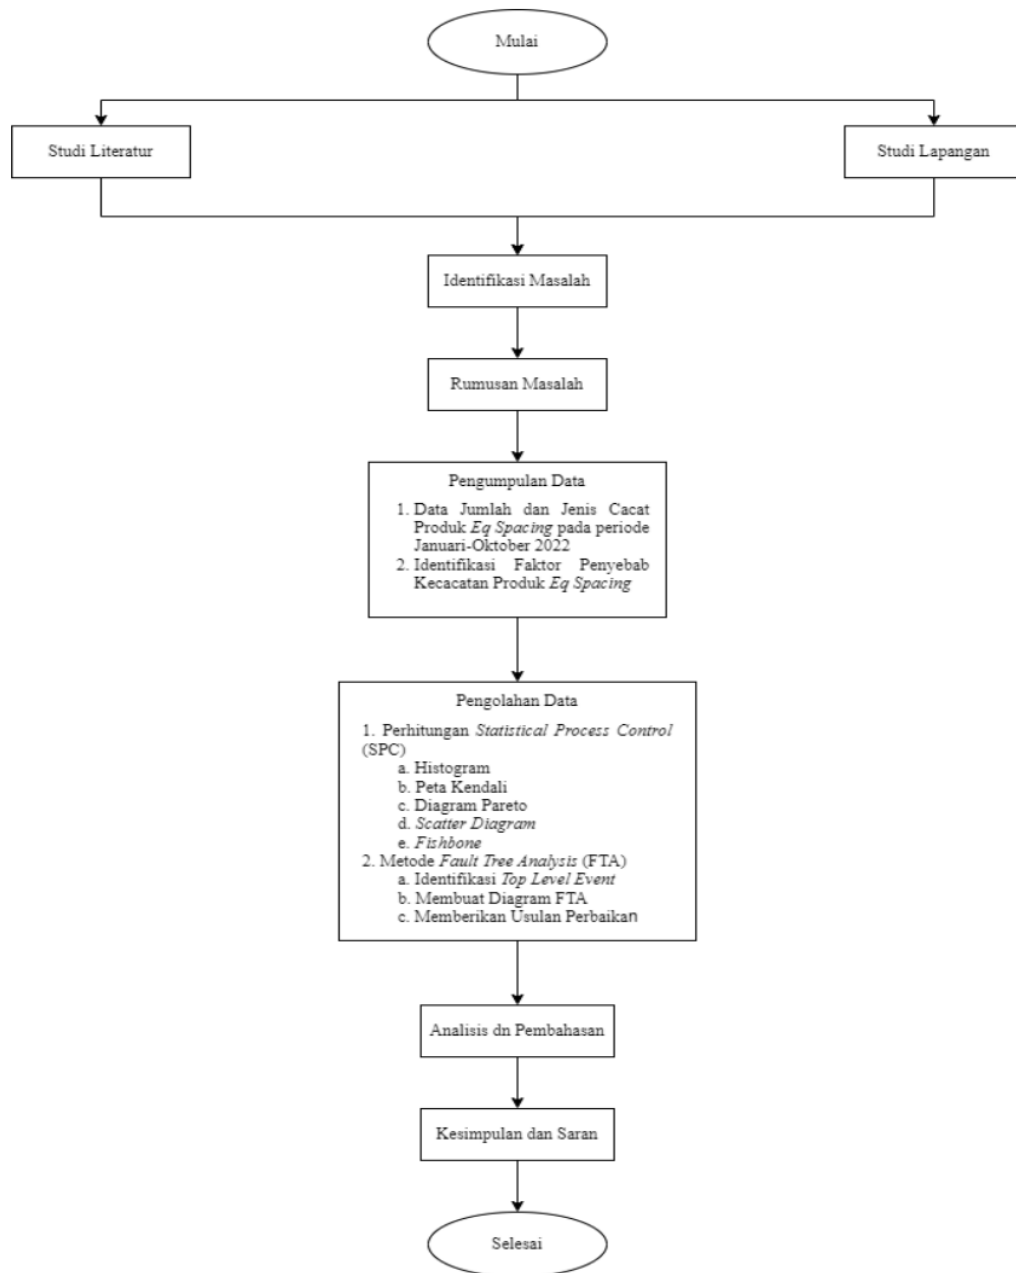 Mulai
Studi Literatur
Studi Lapangan
Identifikasi Masalah
Rumusan Masalah
Pengumpulan Data
1. Data Jumlah dan Jenis Cacat
Produk Eq Spacing pada periode
Januari-Oktober 2022
2. Identifikasi Faktor Penyebab
Kecacatan Produk Eq Spacing
Pengolahan Data
1. Perhitungan Statistical Process Control
(SPC)
a. Histogram
b. Peta Kendali
c. Diagram Pareto
d. Scatter Diagram
e. Fishbone
2. Metode Fault Tree Analysis (FTA)
a. Identifikasi Top Level Event
b. Membuat Diagram FTA
c. Memberikan Usulan Perbaikan
Analisis dn Pembahasan
Kesimpulan dan Saran
Selesai